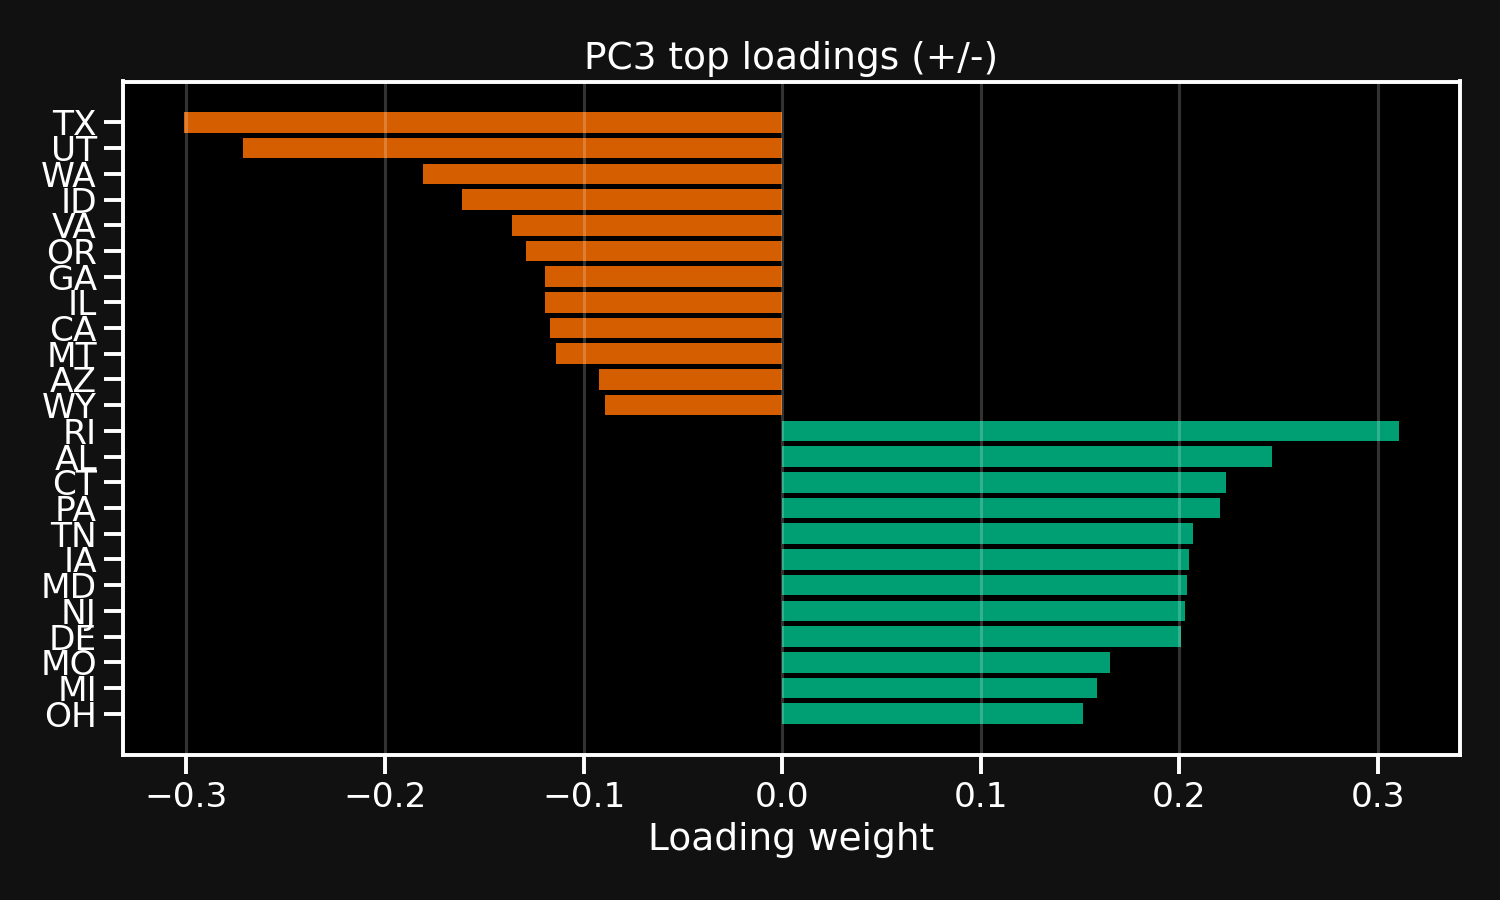 PC3 top loadings (+/-)
TX
UT
WA
ID
VA
OR
GA
IL
CA
MT
AZ
WY
RI
AL
CT
PA
TN
IA
MD
NJ
DE
MO
MI
OH
−0.3 −0.2 −0.1 0.0 0.1 0.2 0.3
Loading weight